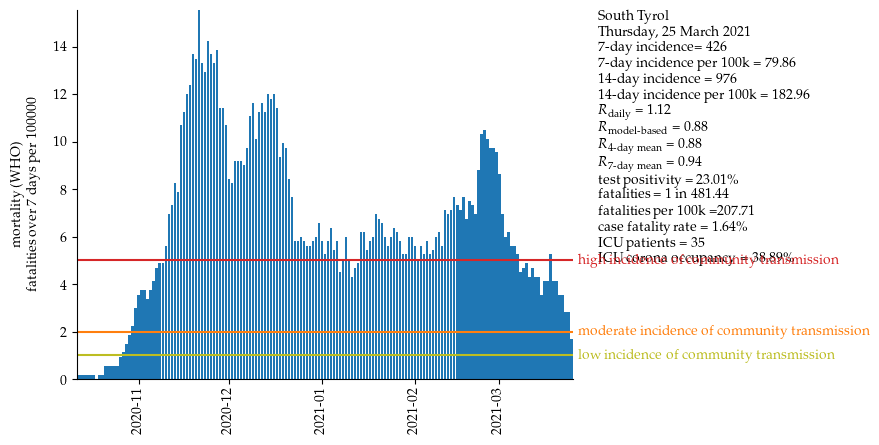 South Tyrol
Thursday, 25 March 2021
7-day incidence= 426
7-day incidence per 100k = 79.86
14-day incidence = 976
14-day incidence per 100k = 182.96
R_daily = 1.12
R_model-based = 0.88
R_4-day mean = 0.88
R_7-day mean = 0.94
test positivity = 23.01%
fatalities = 1 in 481.44
fatalities per 100k =207.71
case fatality rate = 1.64%
ICU patients = 35
ICU corona occupancy = 38.89%
high incidence of community transmission
moderate incidence of community transmission
low incidence of community transmission
mortality (WHO)
fatalities over 7 days per 100000
14
12
10
8
6
4
2
0
2020-11
2020-12
2021-01
2021-02
2021-03